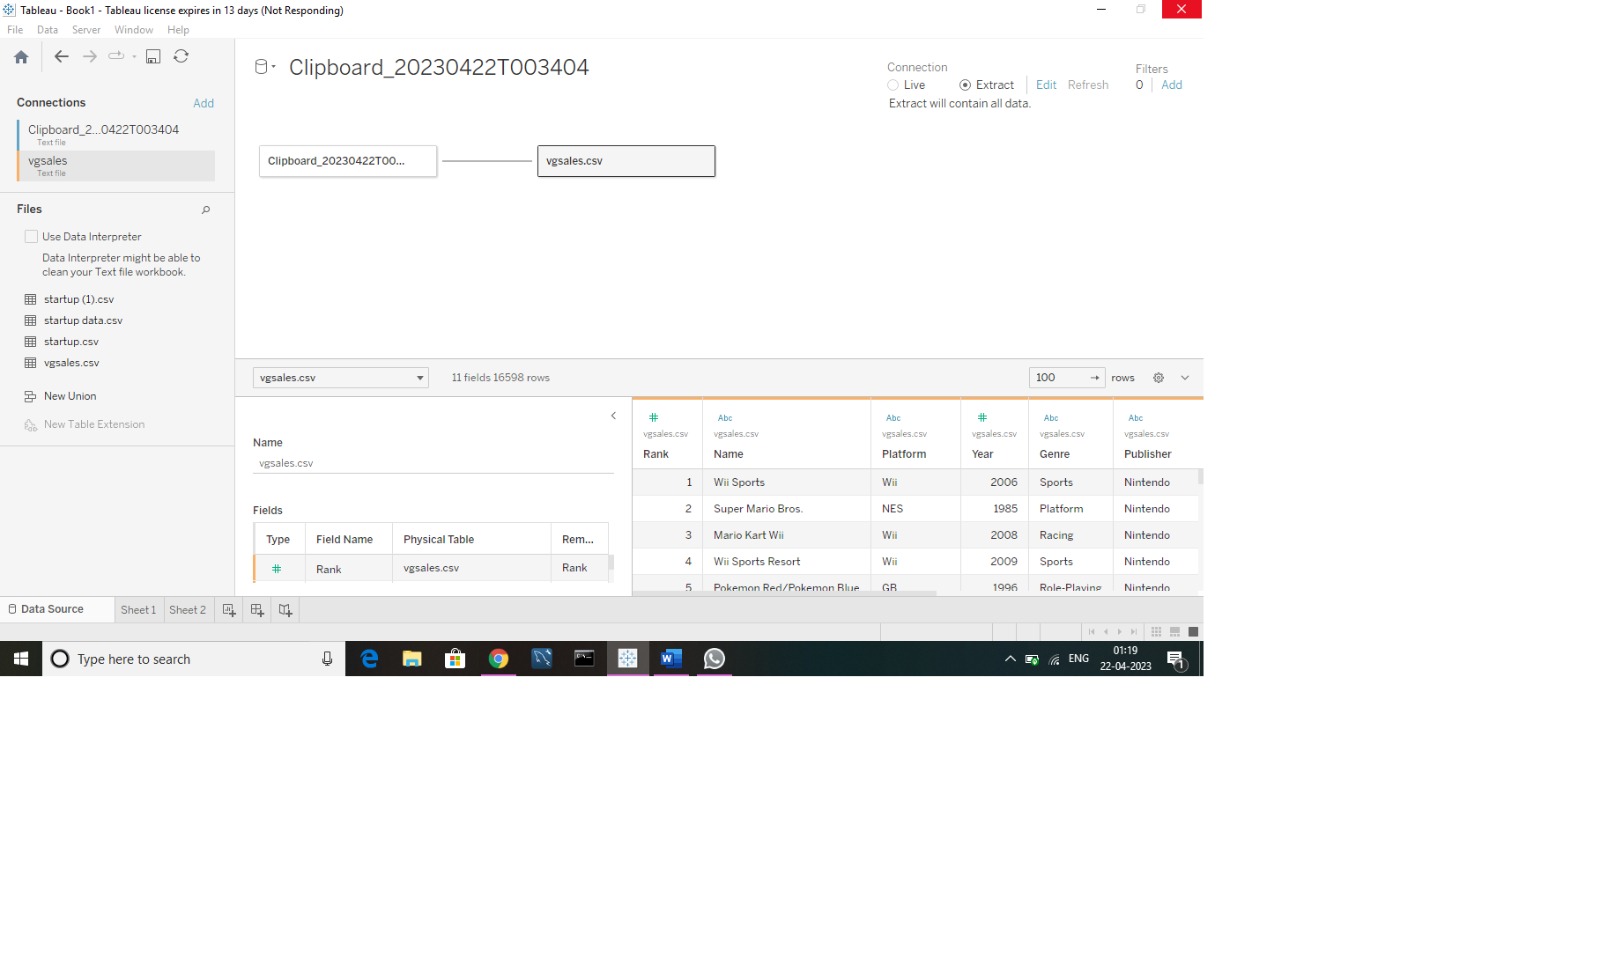 Tableau - Book1 - Tableau license expires in 13 days (Not Responding)
File Data Server Window Help
Clipboard_20230422T003404
Connection
Live Extract Edit Refresh
Extract will contain all data.
Filters
0 Add
Connections Add
Clipboard_2...0422T003404
Text file
vgsales
Text file
Files
Use Data Interpreter
Data Interpreter might be able to
clean your Text file workbook.
startup (1).csv
startup data.csv
startup.csv
vgsales.csv
New Union
New Table Extension
Clipboard_20230422T00...
vgsales.csv
vgsales.csv 11 fields 16598 rows 100 rows
Name
vgsales.csv
Fields
Type Field Name Physical Table Rem...
# Rank vgsales.csv Rank
# Abc Abc # Abc Abc
vgsales.csv vgsales.csv vgsales.csv vgsales.csv vgsales.csv vgsales.csv
Rank Name Platform Year Genre Publisher
1 Wii Sports Wii 2006 Sports Nintendo
2 Super Mario Bros. NES 1985 Platform Nintendo
3 Mario Kart Wii Wii 2008 Racing Nintendo
4 Wii Sports Resort Wii 2009 Sports Nintendo
5 Pokemon Red/Pokemon Blue GB 1996 Role-Playing Nintendo
Data Source Sheet 1 Sheet 2
Type here to search
ENG
01:19
22-04-2023
1